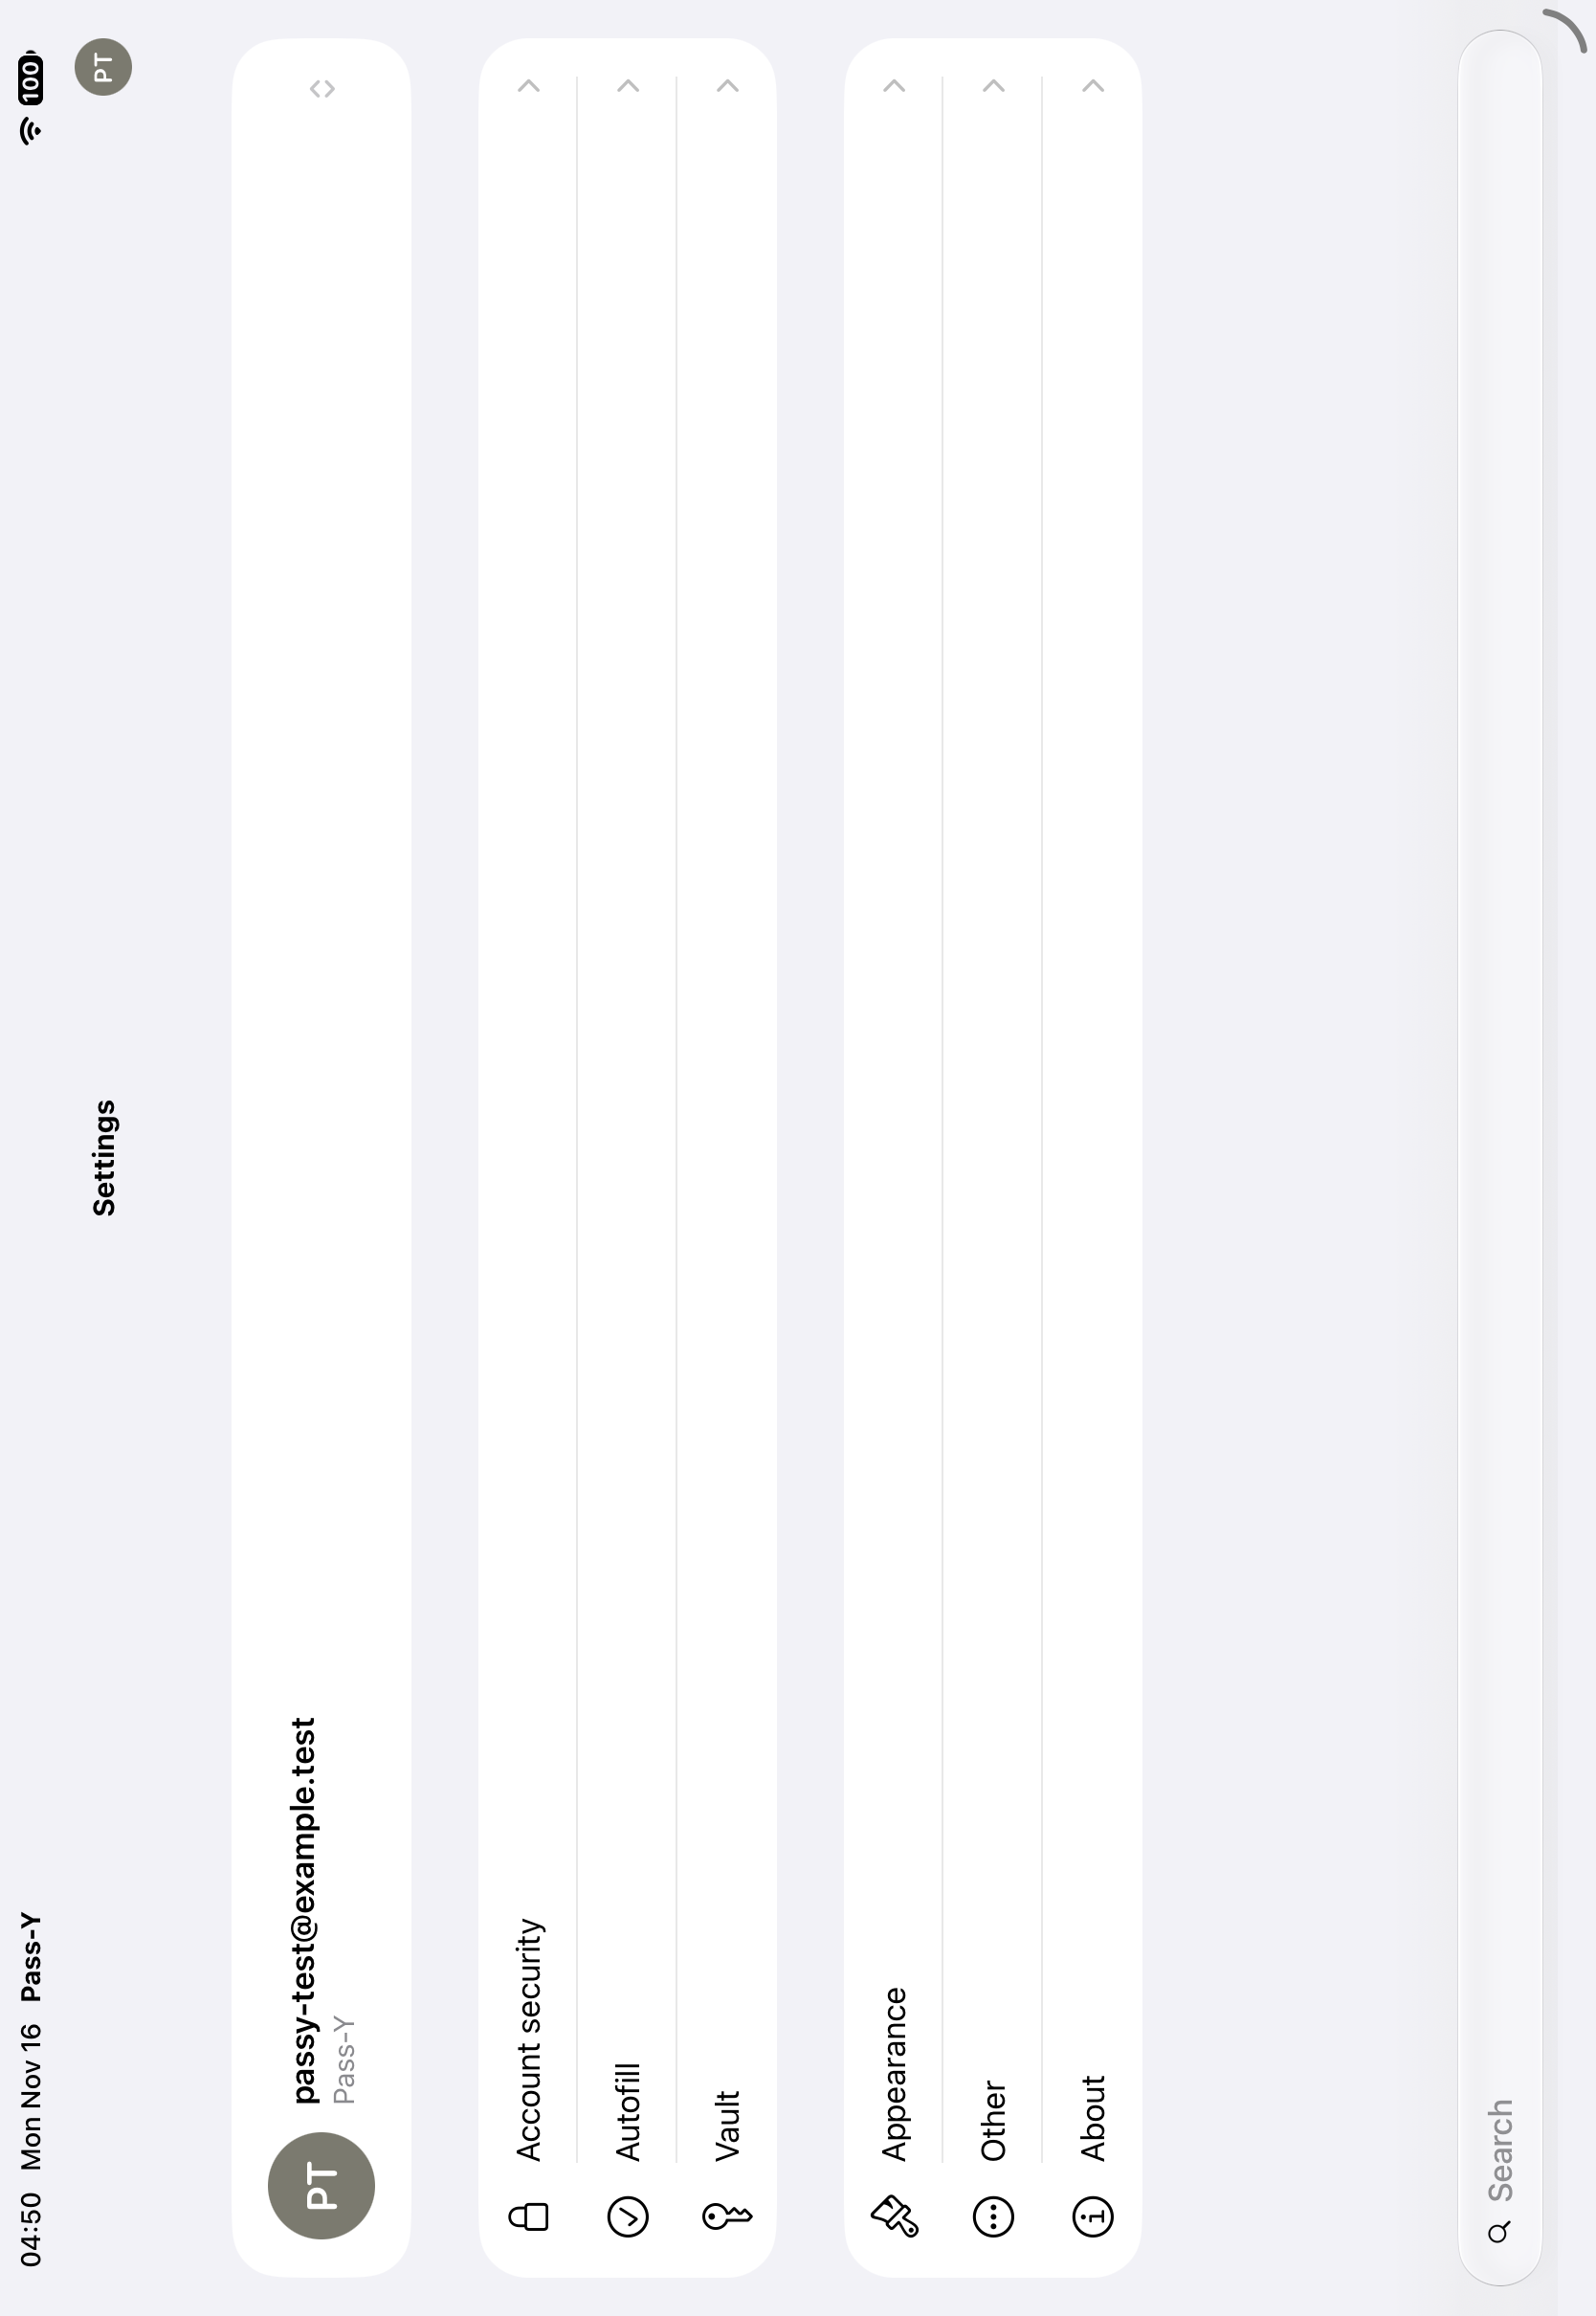 04:50 Mon Nov 16 Pass-Y
100
Settings
PT
PT
passy-test@example.test
Pass-Y
Account security
Autofill
Vault
Appearance
Other
About
Search